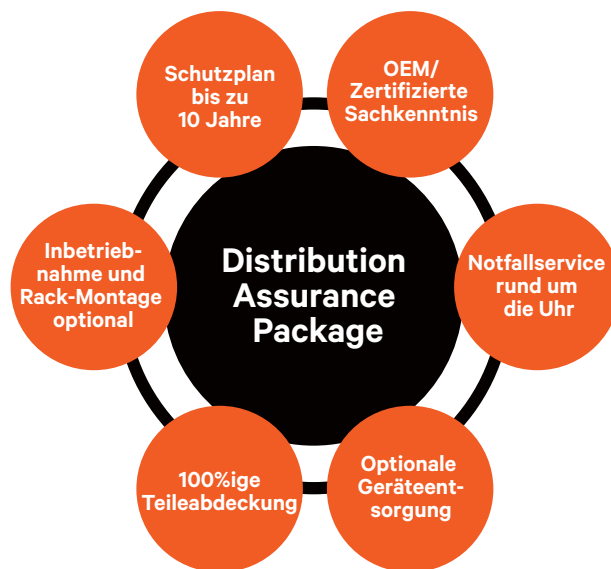 Schutzplan
bis zu
10 Jahre
OEM/
Zertifizierte
Sachkenntnis
Inbetrieb-
nahme und
Rack-Montage
optional
Distribution
Assurance
Package
Notfallservice
rund um
die Uhr
100%ige
Teileabdeckung
Optionale
Geräteent-
sorgung